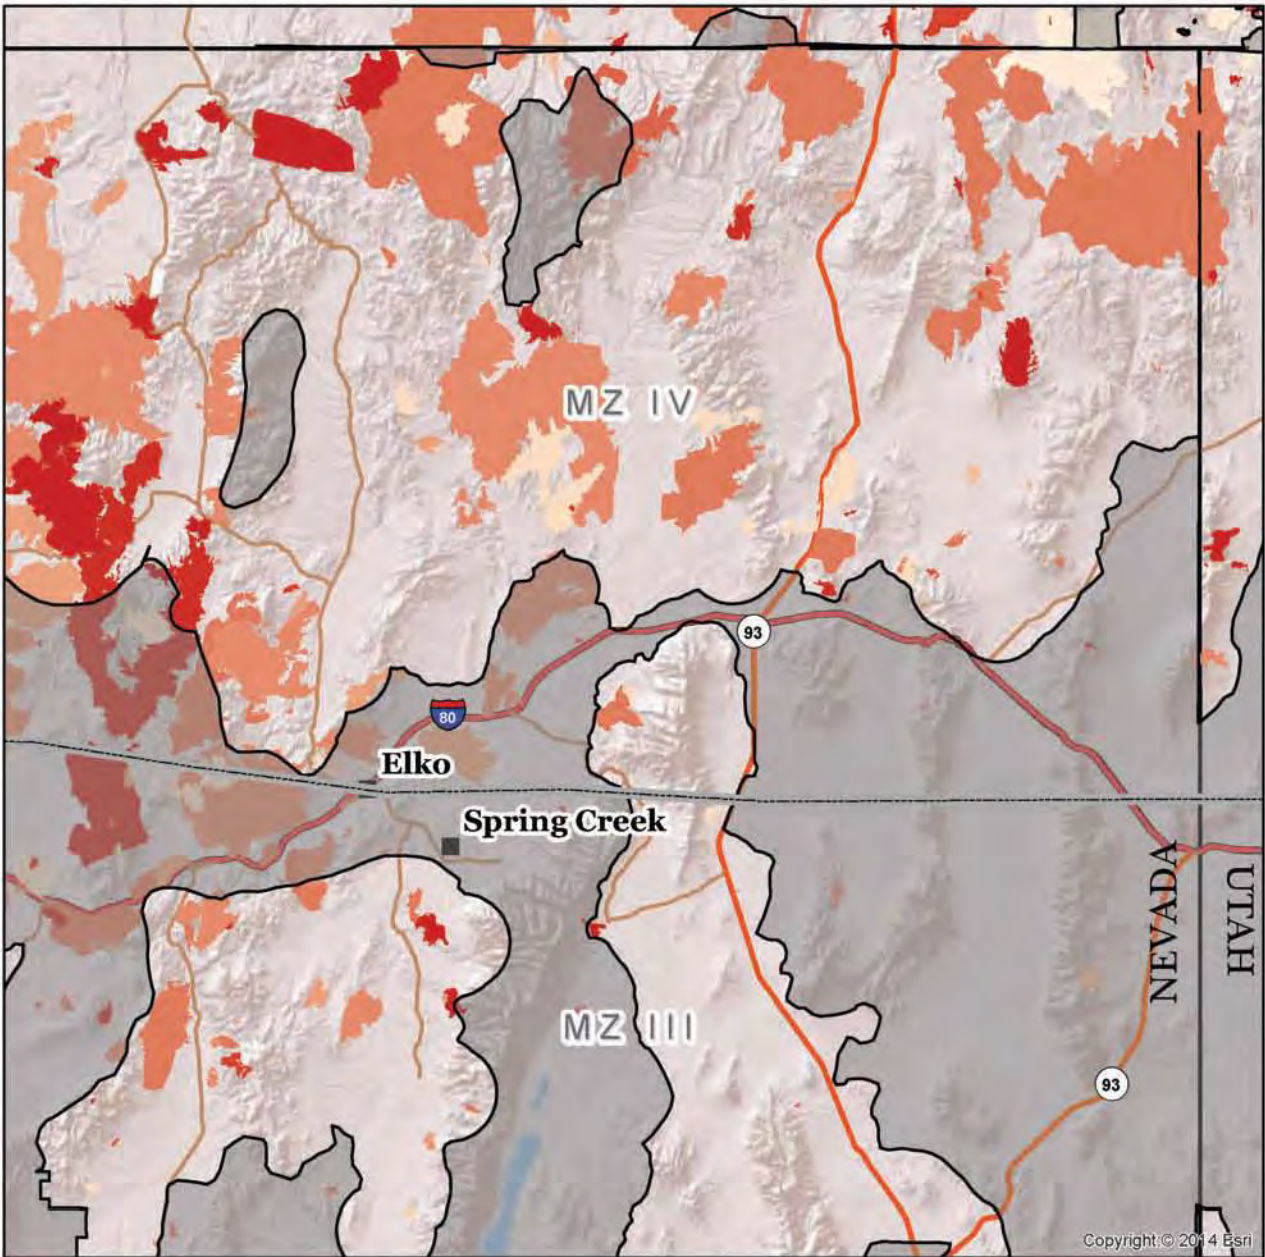 MZ IV
93
80
Elko
Spring Creek
NEVADA
UTAH
MZ III
93
Copyright:© 2014 Esri